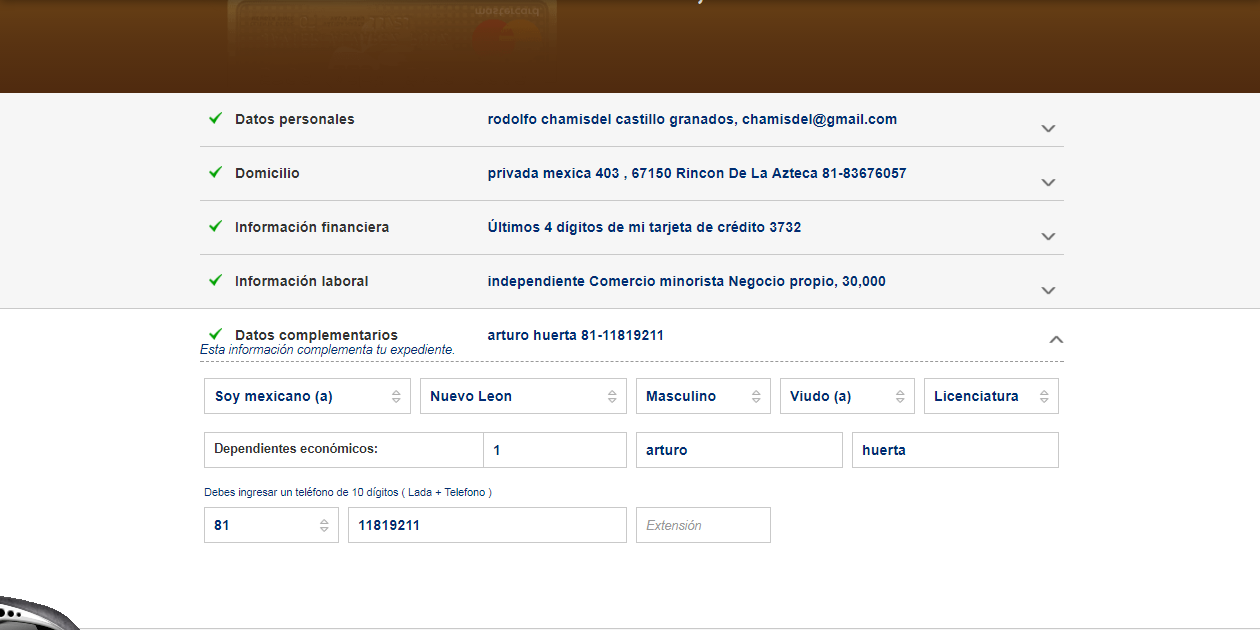 Datos personales rodolfo chamisdel castillo granados, chamisdel@gmail.com
Domicilio privada mexica 403 , 67150 Rincon De La Azteca 81-83676057
Información financiera Últimos 4 dígitos de mi tarjeta de crédito 3732
Información laboral independiente Comercio minorista Negocio propio, 30,000
Datos complementarios arturo huerta 81-11819211
Esta información complementa tu expediente.
Soy mexicano (a) Nuevo Leon Masculino Viudo (a) Licenciatura
Dependientes económicos: 1 arturo huerta
Debes ingresar un teléfono de 10 dígitos ( Lada + Telefono )
81 11819211 Extensión